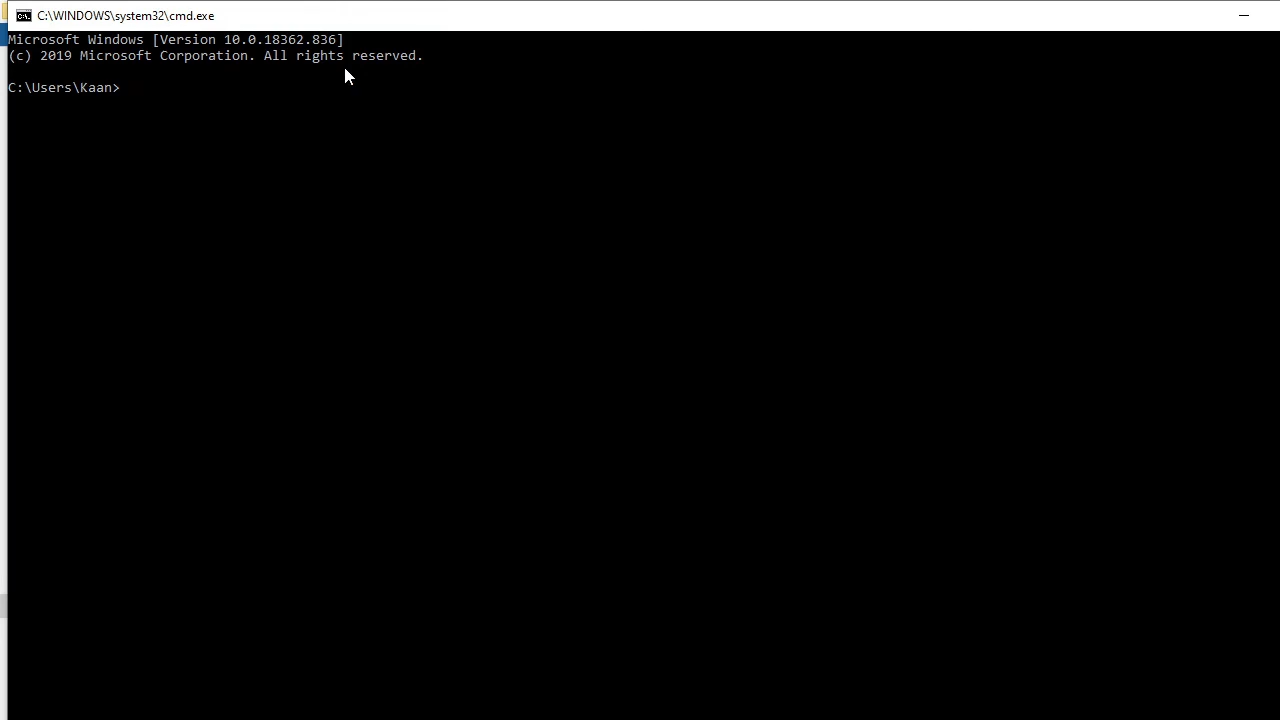 C:\WINDOWS\system32\cmd.exe
Microsoft Windows [Version 10.0.18362.836]
(c) 2019 Microsoft Corporation. All rights reserved.
C:\Users\Kaan>